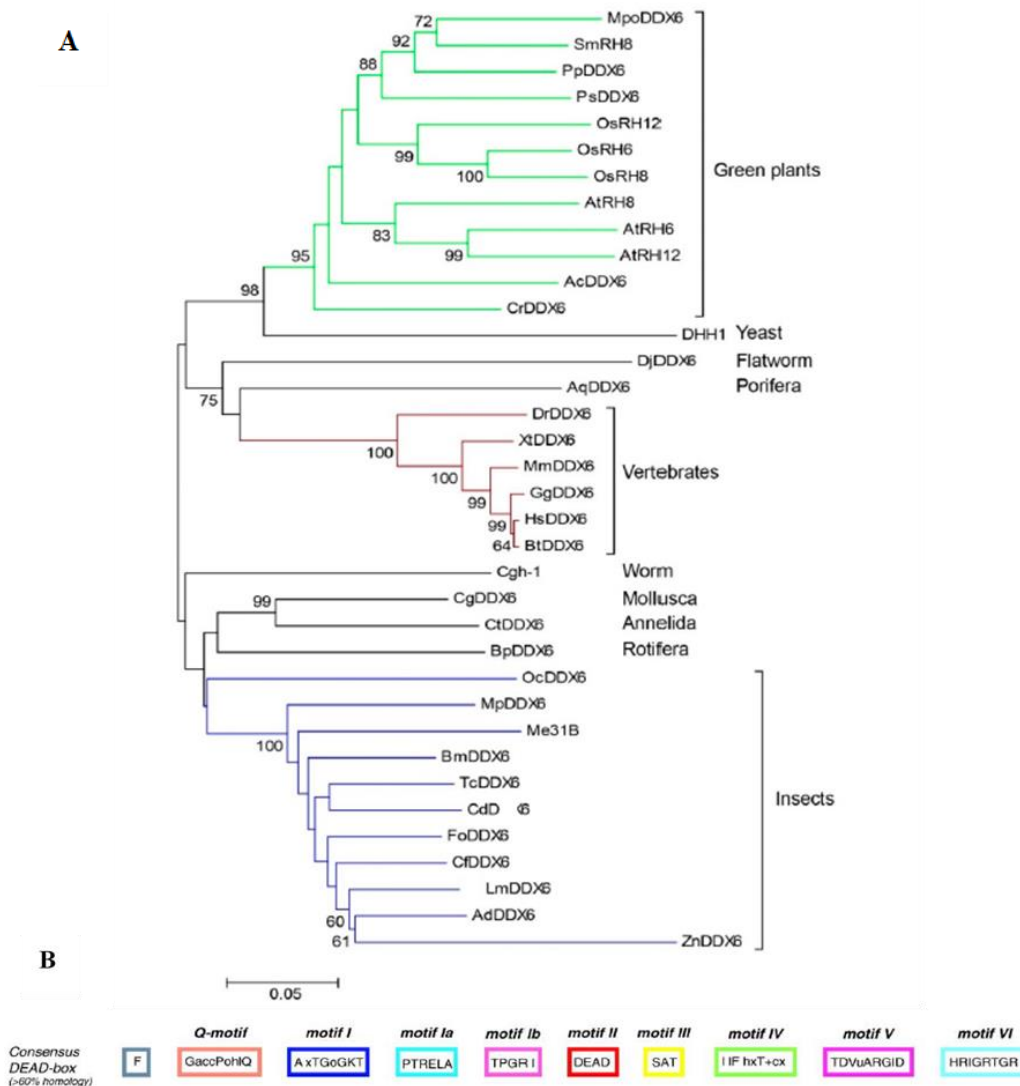 A
MpoDDX6
72
SmRH8
92
PpDDX6
88
PsDDX6
OsRH12
99
OsRH6
100
OsRH8
Green plants
AtRH8
83
AtRH6
99
AtRH12
95
AcDDX6
98
CrDDX6
DHH1 Yeast
DjDDX6 Flatworm
75
AqDDX6 Porifera
DrDDX6
100
XtDDX6
100
MmDDX6
Vertebrates
99
GgDDX6
99
HsDDX6
64
BtDDX6
Cgh-1 Worm
99
CgDDX6 Mollusca
CtDDX6 Annelida
BpDDX6 Rotifera
OcDDX6
MpDDX6
100
Me31B
BmDDX6
TcDDX6
Insects
CdD 6
FoDDX6
CfDDX6
LmDDX6
60
AdDDX6
61
ZnDDX6
B
0.05
Q-motif motif I motif Ia motif Ib motif II motif III motif IV motif V motif VI
Consensus
DEAD-box
(>60% homology)
F GaccPohlQ AxTGoGKT PTRELA TPGR I DEAD SAT IIF hxT+cx TDVuARGID HRIGRTGR